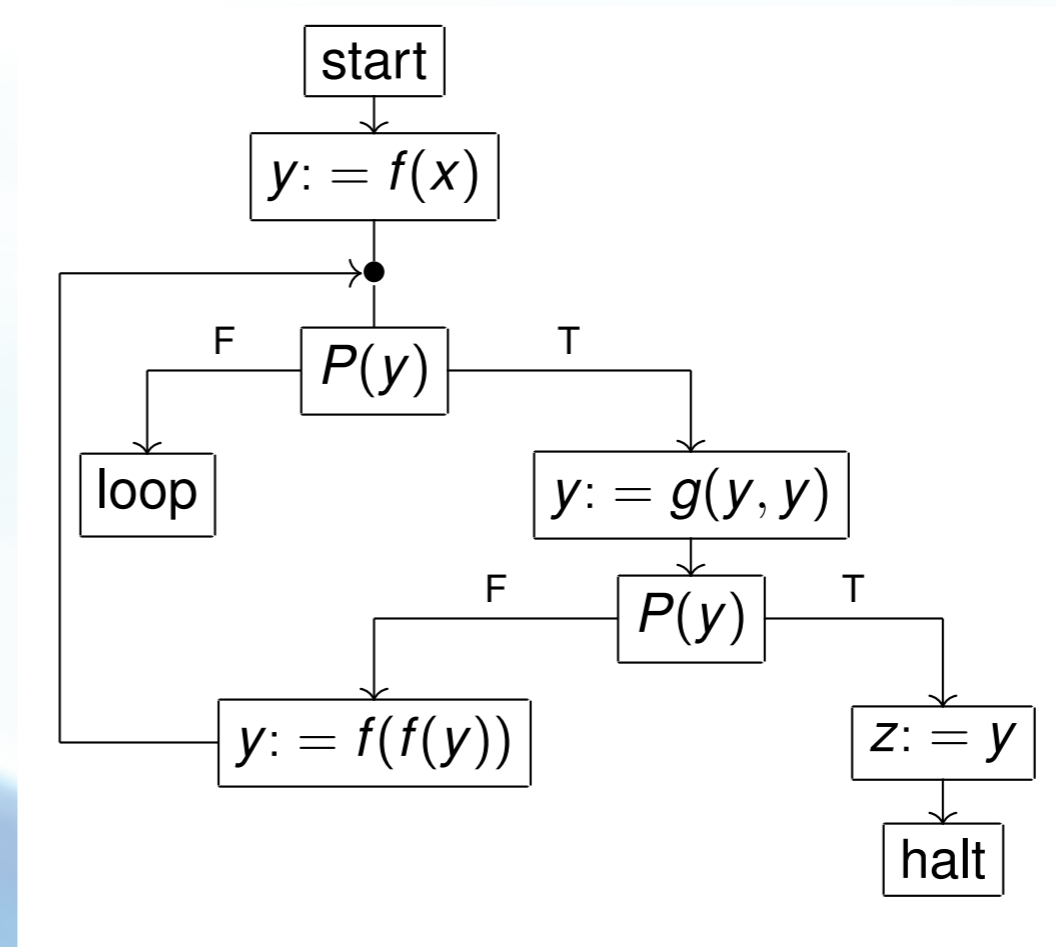 start
y: = f(x)
F
T
P(y)
loop
y: = g(y, y)
F
T
P(y)
y: = f(f(y))
z: = y
halt